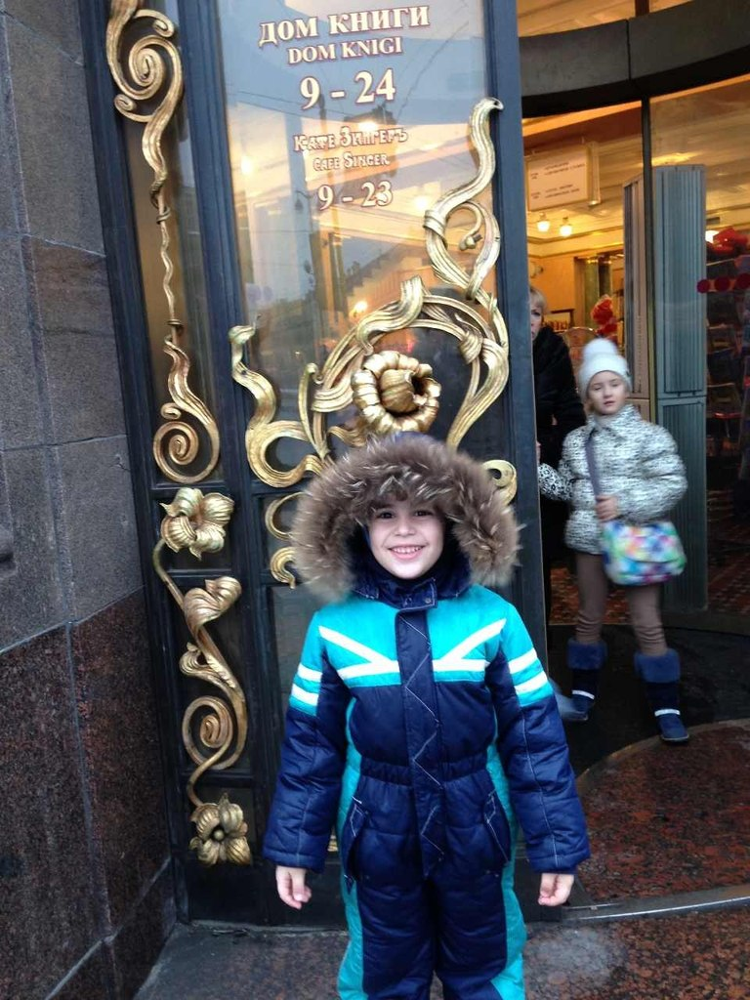 ДОМ КНИГИ
DOM KNIGI
9 - 24
КАФЕ ЗИНГЕРЪ
CAFE SINGER
9 - 23